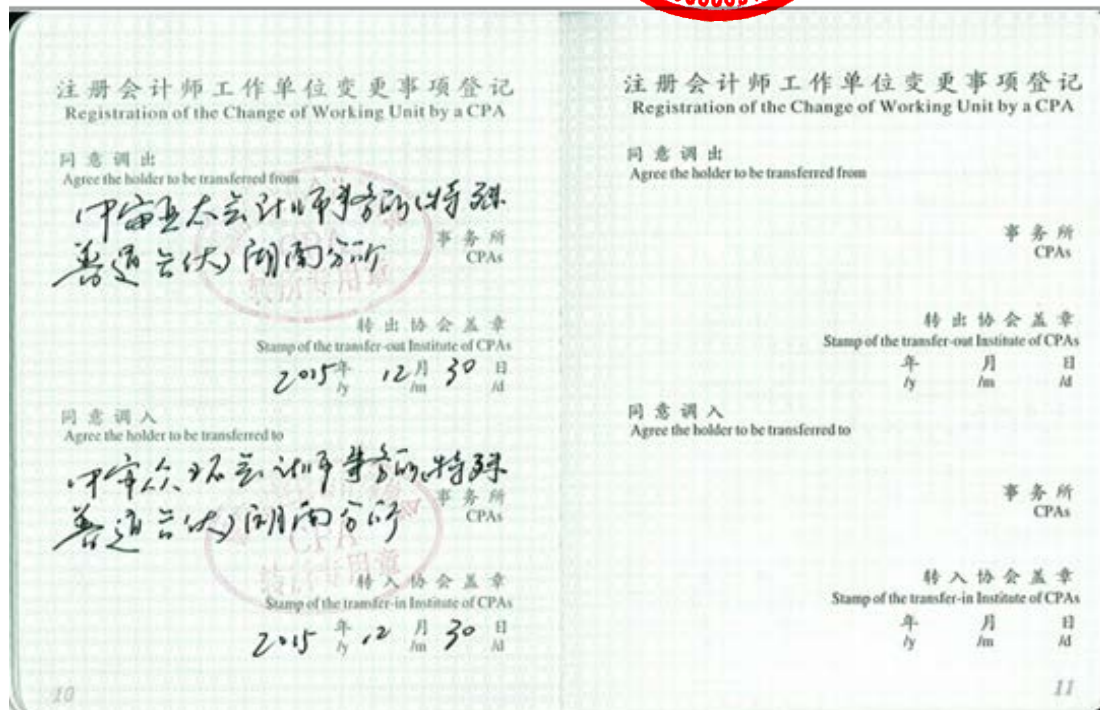 注册会计师工作单位变更事项登记
Registration of the Change of Working Unit by a CPA
同意调出
Agree the holder to be transferred from
中审亚太会计师事务所(特殊
普通合伙)湖南分所
事务所
CPAs
转出协会盖章
Stamp of the transfer-out Institute of CPAs
2015年 12月 30日
/y /m /d
同意调入
Agree the holder to be transferred to
中审众环会计师事务所(特殊
普通合伙)湖南分所
事务所
CPAs
CPA
转所专用章
转入协会盖章
Stamp of the transfer-in Institute of CPAs
2015年 12月 30日
/y /m /d
10
注册会计师工作单位变更事项登记
Registration of the Change of Working Unit by a CPA
同意调出
Agree the holder to be transferred from
事务所
CPAs
转出协会盖章
Stamp of the transfer-out Institute of CPAs
年 月 日
/y /m /d
同意调入
Agree the holder to be transferred to
事务所
CPAs
转入协会盖章
Stamp of the transfer-in Institute of CPAs
年 月 日
/y /m /d
11